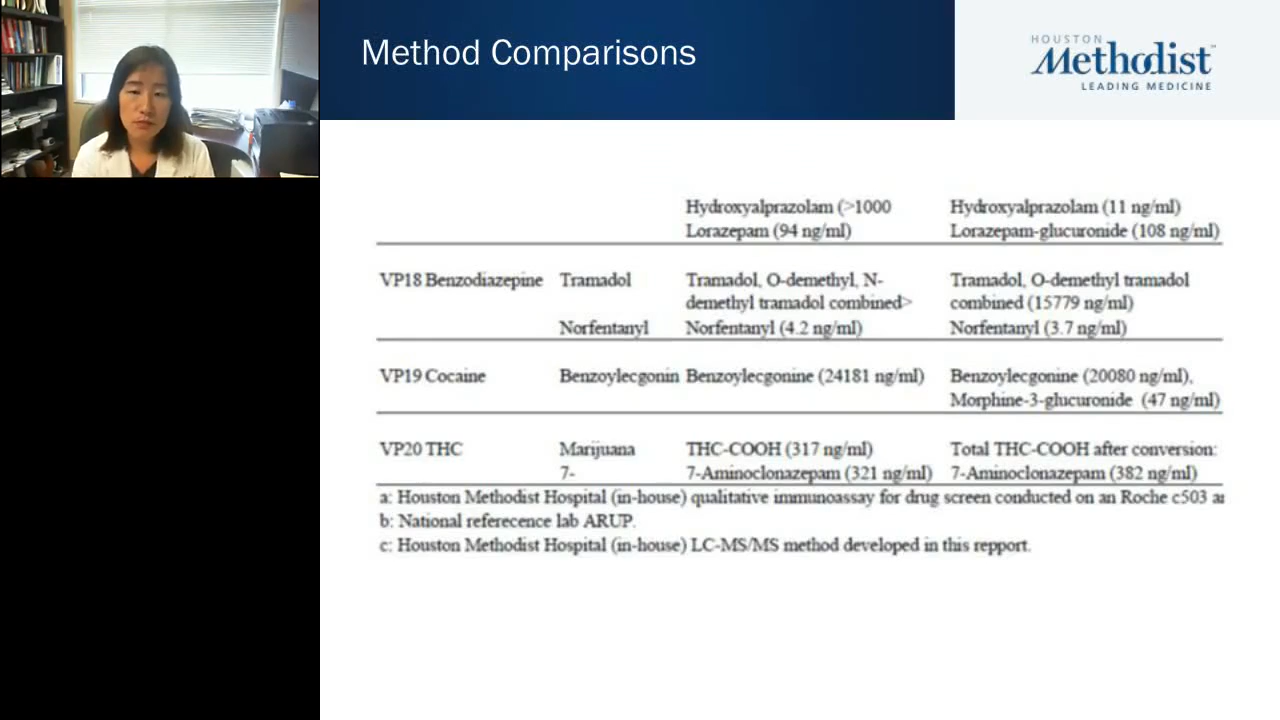 Method Comparisons
HOUSTON
Methodist
LEADING MEDICINE
Hydroxyalprazolam (>1000 Hydroxyalprazolam (11 ng/ml)
Lorazepam (94 ng/ml) Lorazepam-glucuronide (108 ng/ml)
VP18 Benzodiazepine Tramadol Tramadol, O-demethyl, N- Tramadol, O-demethyl tramadol
demethyl tramadol combined> combined (15779 ng/ml)
Norfentanyl Norfentanyl (4.2 ng/ml) Norfentanyl (3.7 ng/ml)
VP19 Cocaine Benzoylecgonin Benzoylecgonine (24181 ng/ml) Benzoylecgonine (20080 ng/ml),
Morphine-3-glucuronide (47 ng/ml)
VP20 THC Marijuana THC-COOH (317 ng/ml) Total THC-COOH after conversion:
7- 7-Aminoclonazepam (321 ng/ml) 7-Aminoclonazepam (382 ng/ml)
a: Houston Methodist Hospital (in-house) qualitative immunoassay for drug screen conducted on an Roche c503
b: National referecence lab ARUP.
c: Houston Methodist Hospital (in-house) LC-MS/MS method developed in this repport.